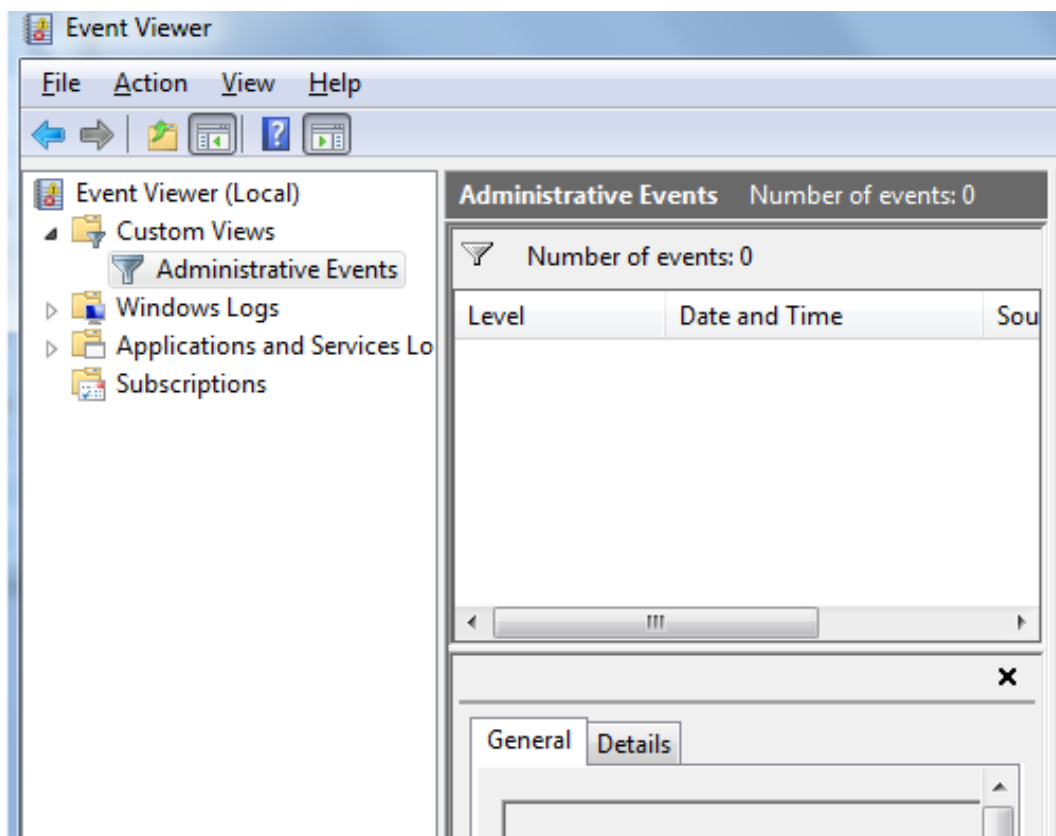 Event Viewer
File Action View Help
Event Viewer (Local)
Custom Views
Administrative Events
Windows Logs
Applications and Services Lo
Subscriptions
Administrative Events Number of events: 0
Number of events: 0
Level Date and Time Sou
General Details